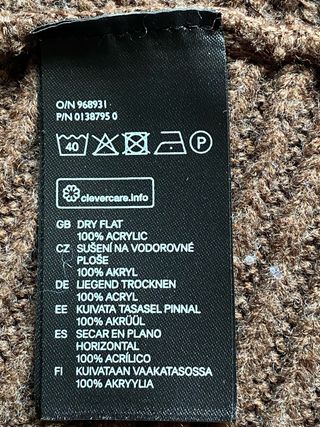 O/N 968931
P/N 0138795 0
40 P
clevercare.info
GB DRY FLAT
100% ACRYLIC
CZ SUŠENÍ NA VODOROVNÉ
PLOŠE
100% AKRYL
DE LIEGEND TROCKNEN
100% ACRYL
EE KUIVATA TASASEL PINNAL
100% AKRÜÜL
ES SECAR EN PLANO
HORIZONTAL
100% ACRÍLICO
FI KUIVATAAN VAAKATASOSSA
100% AKRYYLIA